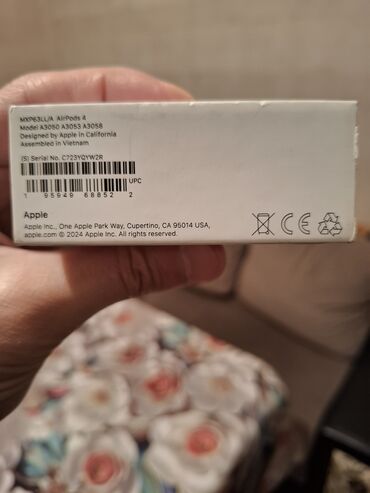 MXP63LL/A AirPods 4
Model A3050 A3053 A3058
Designed by Apple in California
Assembled in Vietnam
(S) Serial No. C723YQYW2R
UPC
1 95949 68852 2
Apple
Apple Inc., One Apple Park Way, Cupertino, CA 95014 USA,
apple.com © 2024 Apple Inc. All rights reserved.